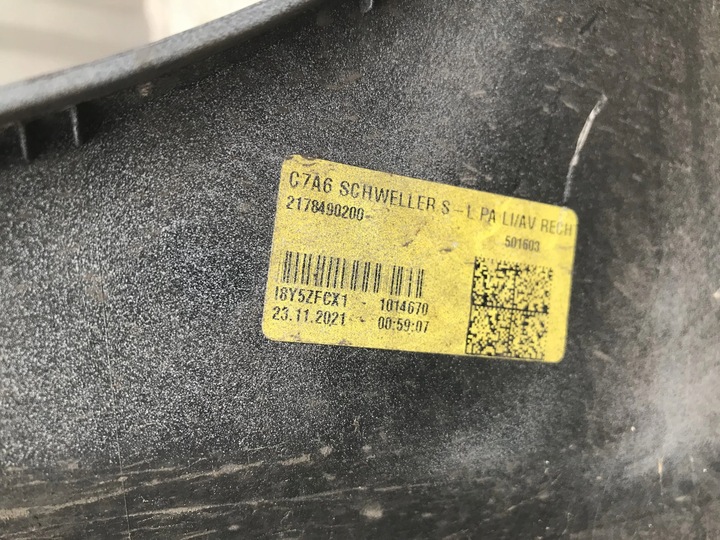 C7A6 SCHWELLER S-L PA LI/AV RECH
2178490200-
501603
I8Y5ZFCX1 - 1014670
23.11.2021 - 00:59:07